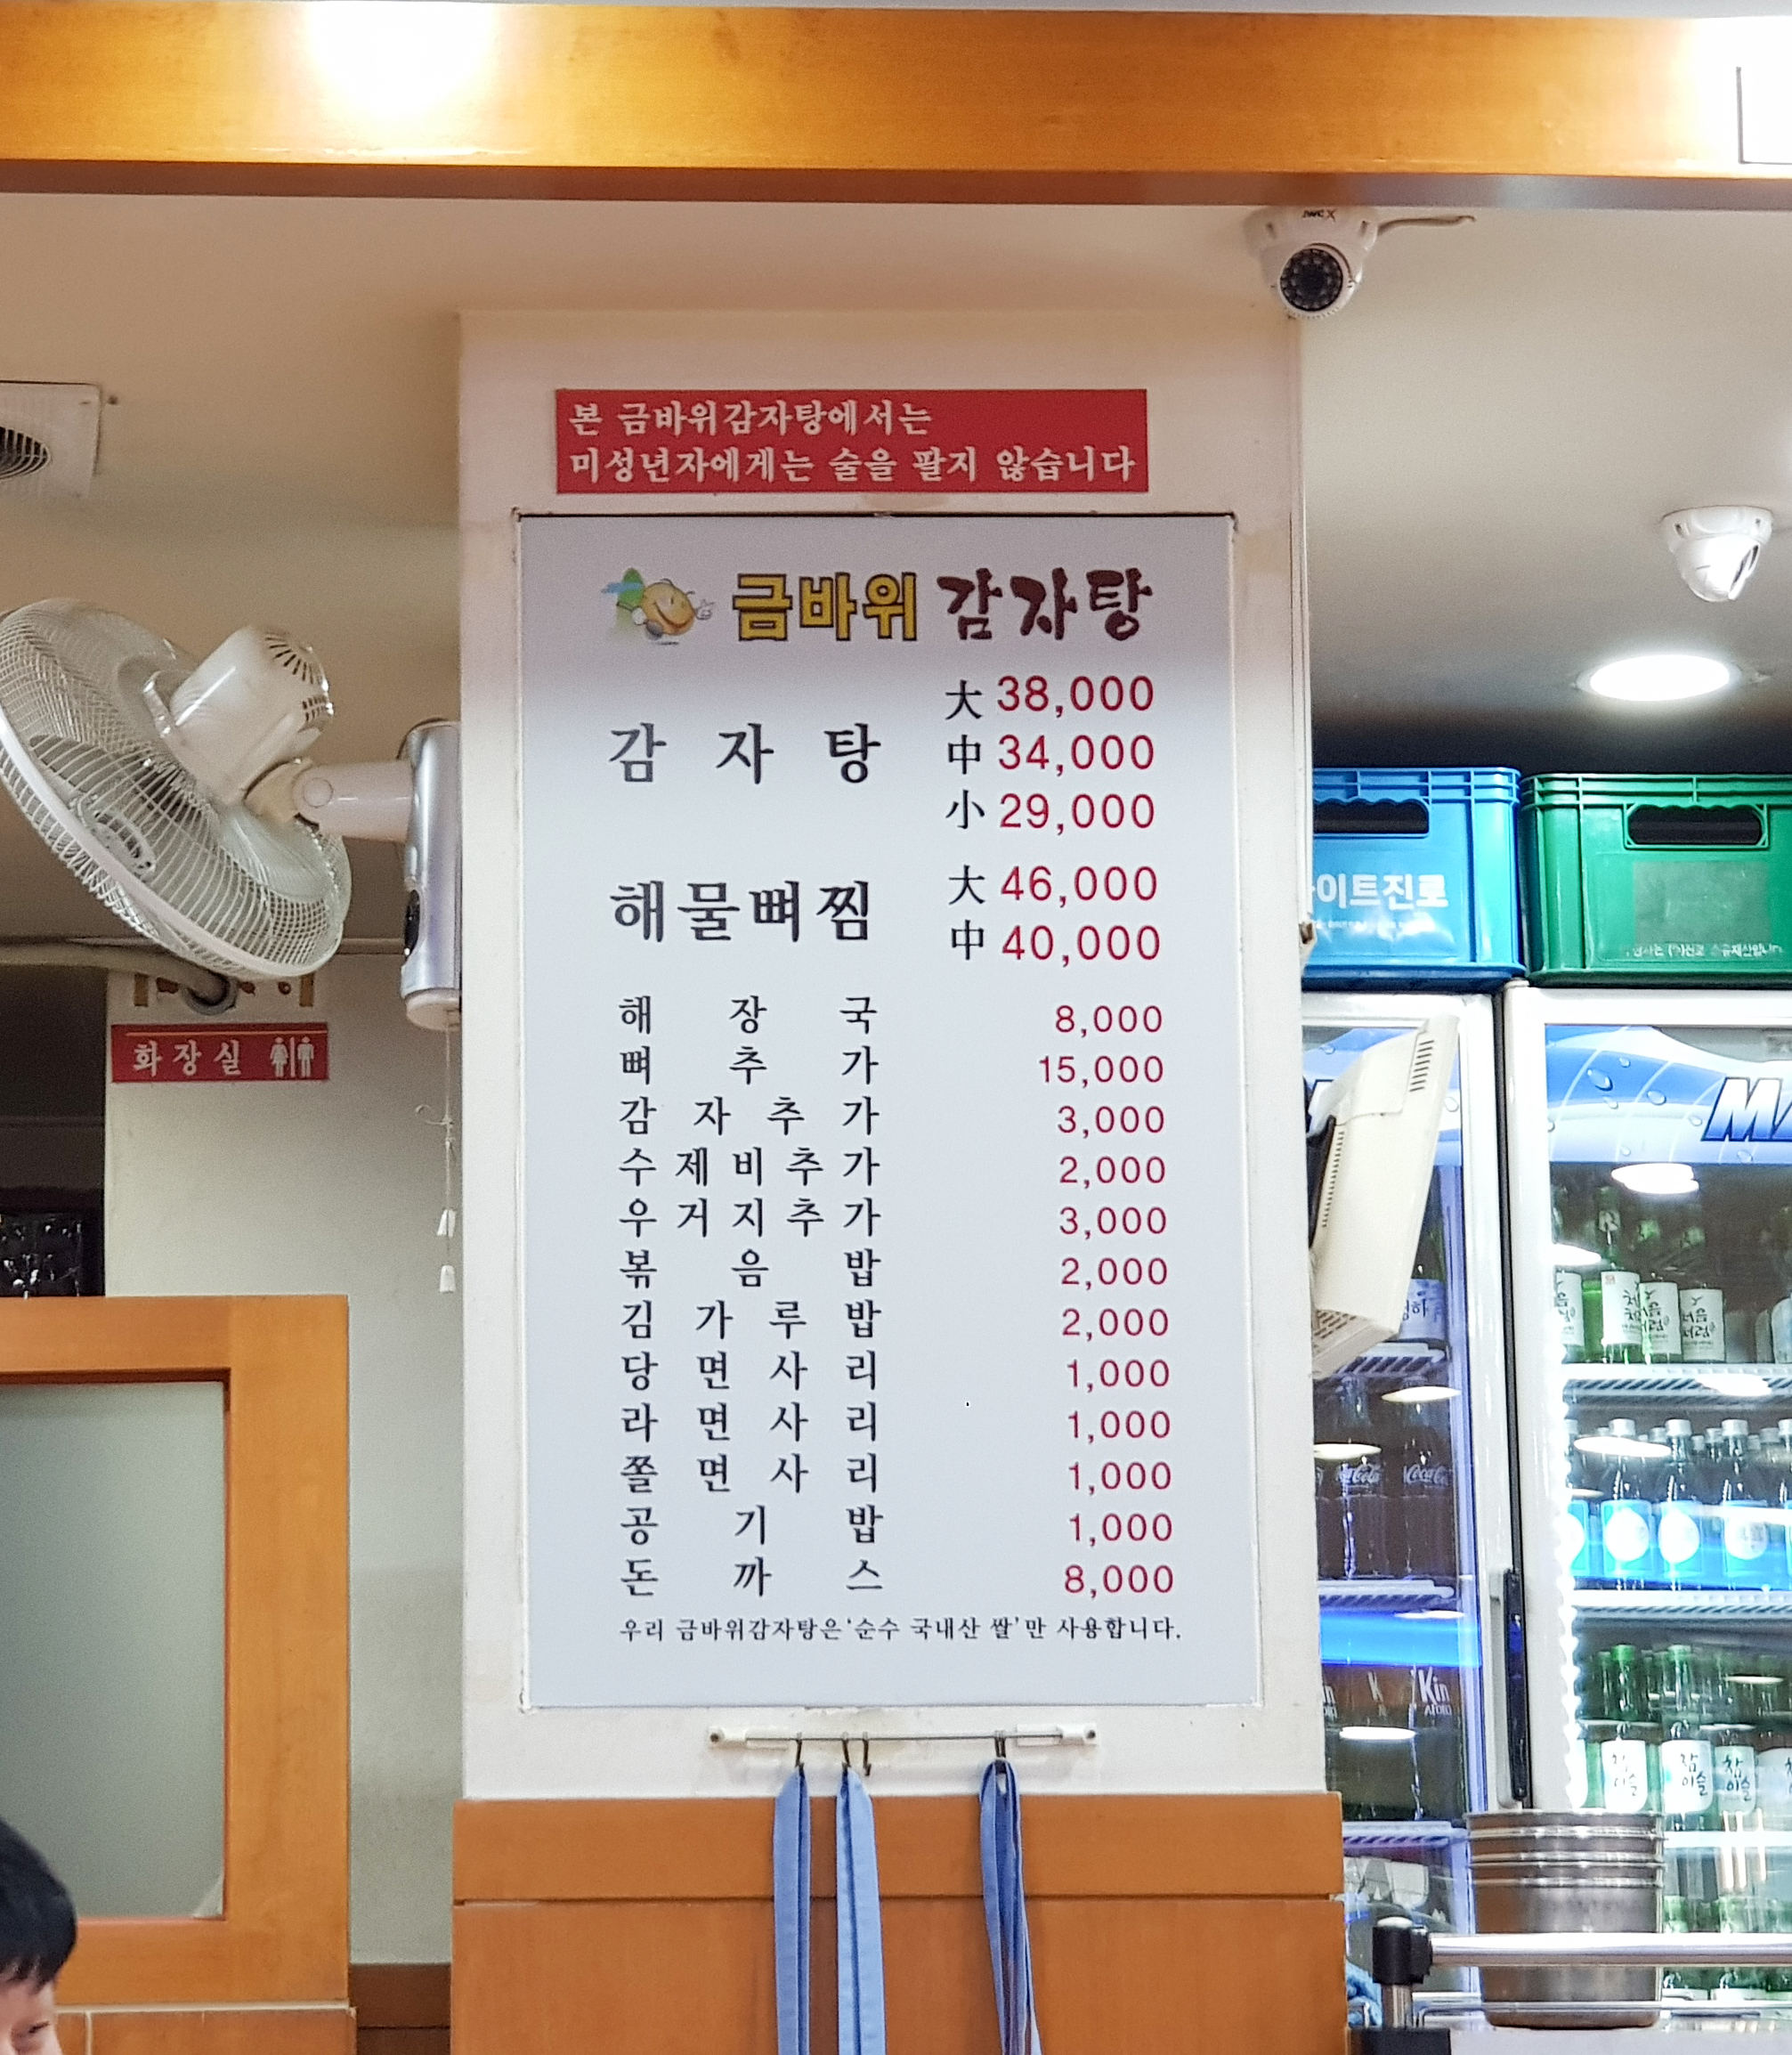 본 금바위감자탕에서는
미성년자에게는 술을 팔지 않습니다
금바위 감자탕
감자탕
大 38,000
中 34,000
小 29,000
해물뼈찜
大 46,000
中 40,000
해장국 8,000
뼈추가 15,000
감자추가 3,000
수제비추가 2,000
우거지추가 3,000
볶음밥 2,000
김가루밥 2,000
당면사리 1,000
라면사리 1,000
쫄면사리 1,000
공기밥 1,000
돈까스 8,000
우리 금바위감자탕은 '순수 국내산 쌀'만 사용합니다.
화장실
이트진로
Kin
참이슬
참이슬